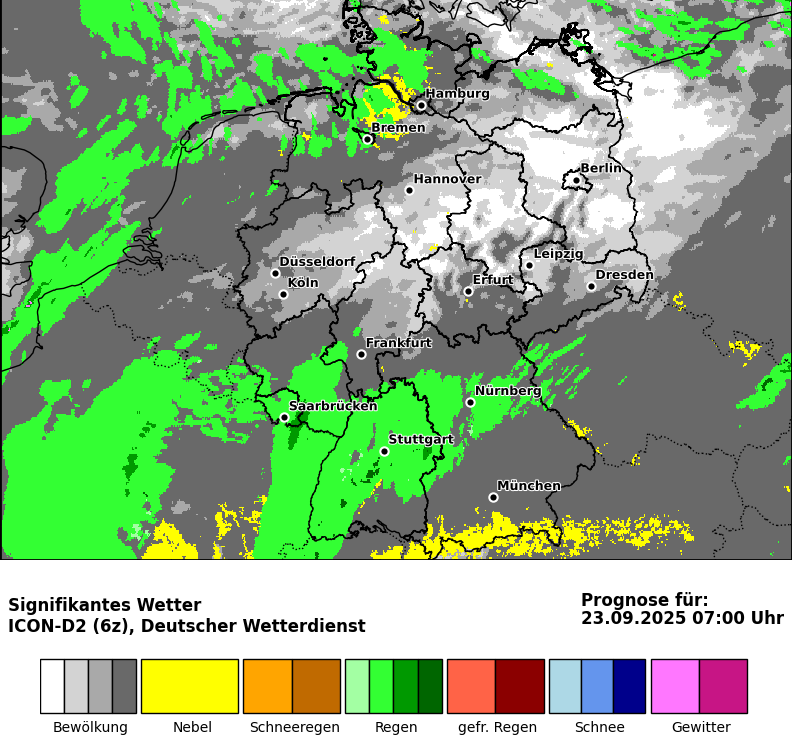 Hamburg
Bremen
Berlin
Hannover
Leipzig
Düsseldorf
Dresden
Köln
Erfurt
Frankfurt
Nürnberg
Saarbrücken
Stuttgart
München
Signifikantes Wetter
ICON-D2 (6z), Deutscher Wetterdienst
Prognose für:
23.09.2025 07:00 Uhr
Bewölkung
Nebel
Schneeregen
Regen
gefr. Regen
Schnee
Gewitter